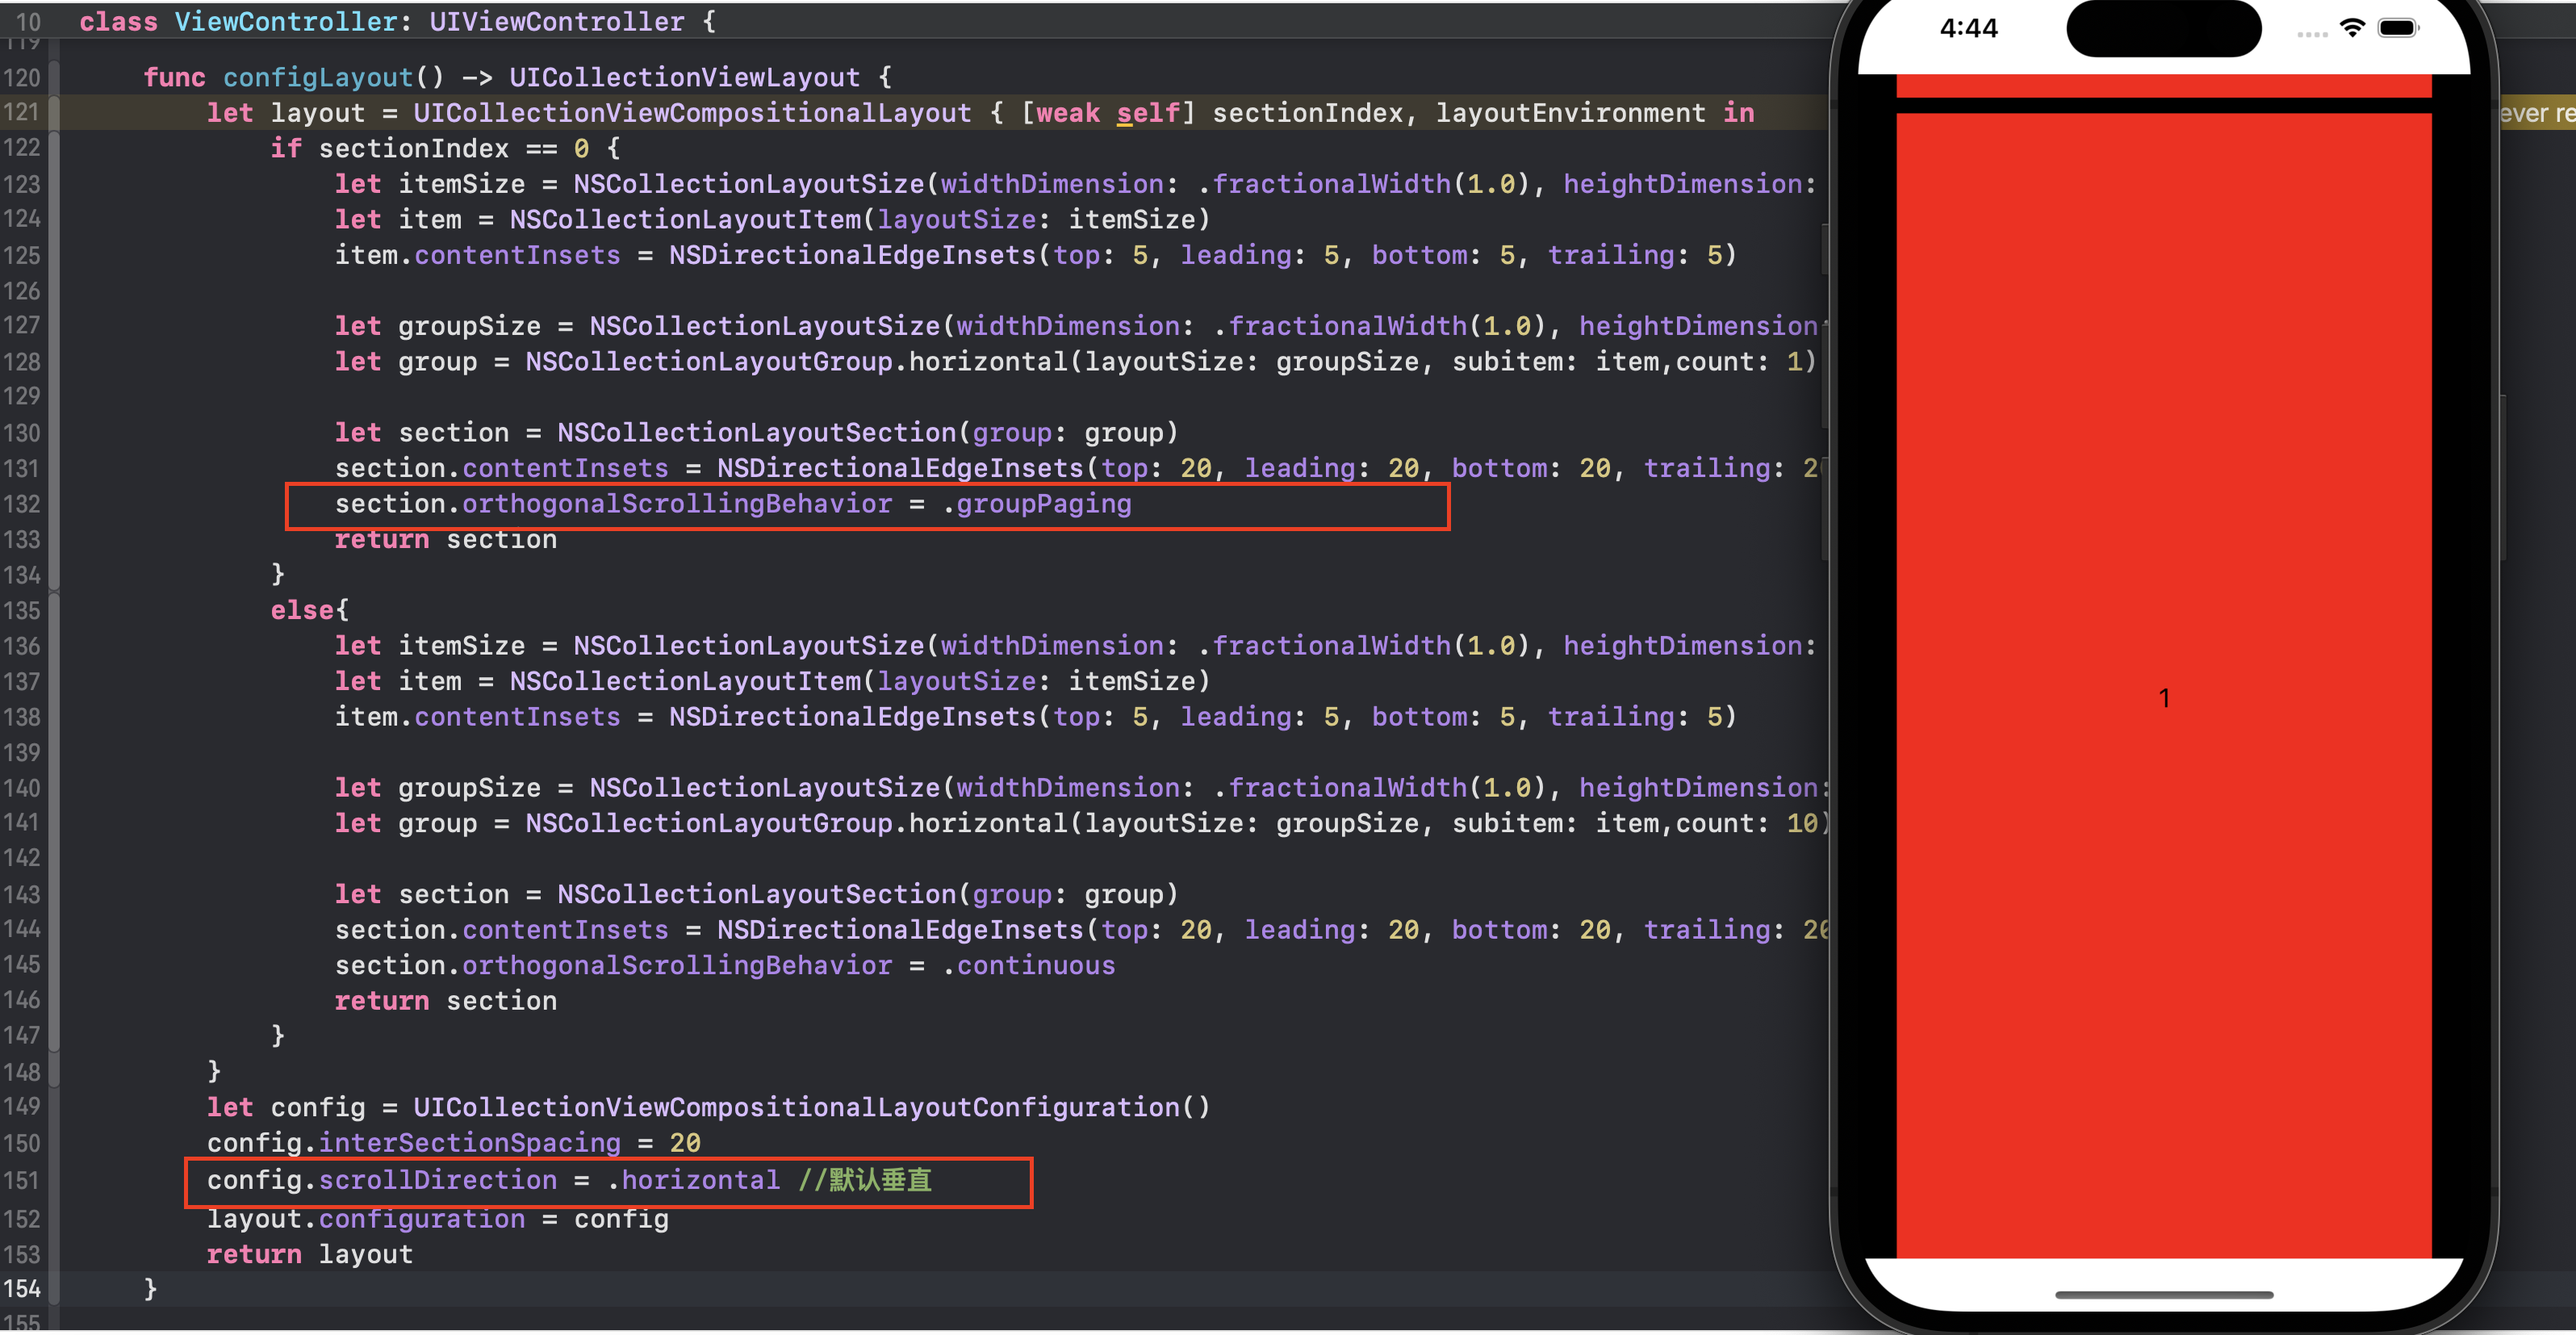 10 class ViewController: UIViewController {
119
120 func configLayout() -> UICollectionViewLayout {
121 let layout = UICollectionViewCompositionalLayout { [weak self] sectionIndex, layoutEnvironment in
122 if sectionIndex == 0 {
123 let itemSize = NSCollectionLayoutSize(widthDimension: .fractionalWidth(1.0), heightDimension:
124 let item = NSCollectionLayoutItem(layoutSize: itemSize)
125 item.contentInsets = NSDirectionalEdgeInsets(top: 5, leading: 5, bottom: 5, trailing: 5)
126
127 let groupSize = NSCollectionLayoutSize(widthDimension: .fractionalWidth(1.0), heightDimension
128 let group = NSCollectionLayoutGroup.horizontal(layoutSize: groupSize, subitem: item,count: 1)
129
130 let section = NSCollectionLayoutSection(group: group)
131 section.contentInsets = NSDirectionalEdgeInsets(top: 20, leading: 20, bottom: 20, trailing: 2
132 section.orthogonalScrollingBehavior = .groupPaging
133 return section
134 }
135 else{
136 let itemSize = NSCollectionLayoutSize(widthDimension: .fractionalWidth(1.0), heightDimension:
137 let item = NSCollectionLayoutItem(layoutSize: itemSize)
138 item.contentInsets = NSDirectionalEdgeInsets(top: 5, leading: 5, bottom: 5, trailing: 5)
139
140 let groupSize = NSCollectionLayoutSize(widthDimension: .fractionalWidth(1.0), heightDimension:
141 let group = NSCollectionLayoutGroup.horizontal(layoutSize: groupSize, subitem: item,count: 10)
142
143 let section = NSCollectionLayoutSection(group: group)
144 section.contentInsets = NSDirectionalEdgeInsets(top: 20, leading: 20, bottom: 20, trailing: 20
145 section.orthogonalScrollingBehavior = .continuous
146 return section
147 }
148 }
149 let config = UICollectionViewCompositionalLayoutConfiguration()
150 config.interSectionSpacing = 20
151 config.scrollDirection = .horizontal //默认垂直
152 layout.configuration = config
153 return layout
154 }
155
4:44
ever re
1